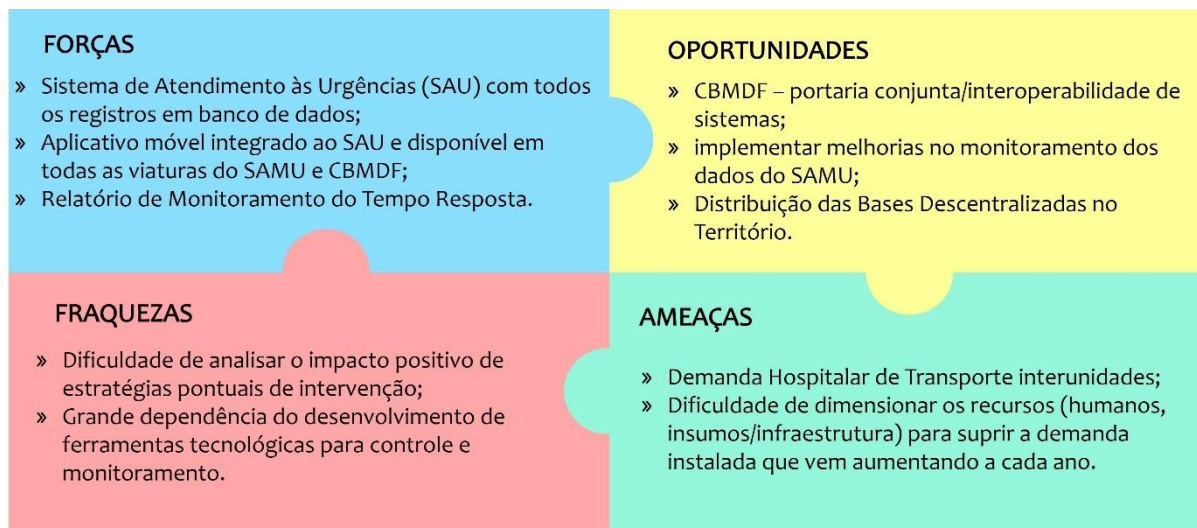 FORÇAS
» Sistema de Atendimento às Urgências (SAU) com todos
os registros em banco de dados;
» Aplicativo móvel integrado ao SAU e disponível em
todas as viaturas do SAMU e CBMDF;
» Relatório de Monitoramento do Tempo Resposta.
OPORTUNIDADES
» CBMDF – portaria conjunta/interoperabilidade de
sistemas;
» implementar melhorias no monitoramento dos
dados do SAMU;
» Distribuição das Bases Descentralizadas no
Território.
FRAQUEZAS
» Dificuldade de analisar o impacto positivo de
estratégias pontuais de intervenção;
» Grande dependência do desenvolvimento de
ferramentas tecnológicas para controle e
monitoramento.
AMEAÇAS
» Demanda Hospitalar de Transporte interunidades;
» Dificuldade de dimensionar os recursos (humanos,
insumos/infraestrutura) para suprir a demanda
instalada que vem aumentando a cada ano.